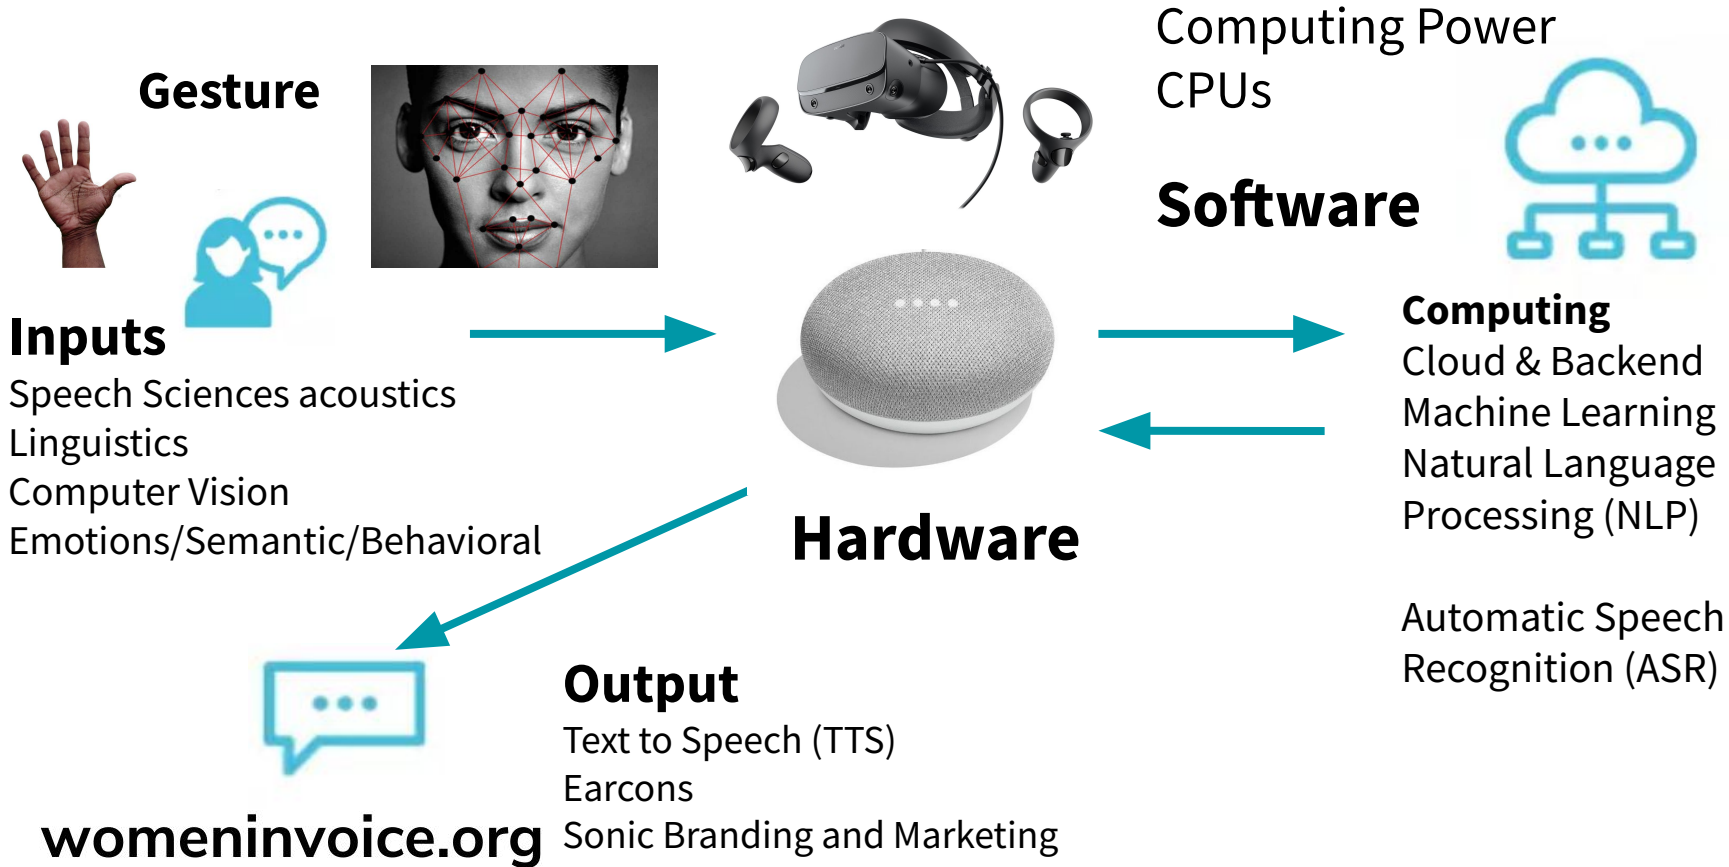 Gesture
Inputs
Speech Sciences acoustics
Linguistics
Computer Vision
Emotions/Semantic/Behavioral
Hardware
Computing Power
CPUs
Software
Computing
Cloud & Backend
Machine Learning
Natural Language
Processing (NLP)
Automatic Speech
Recognition (ASR)
Output
Text to Speech (TTS)
Earcons
Sonic Branding and Marketing
womeninvoice.org